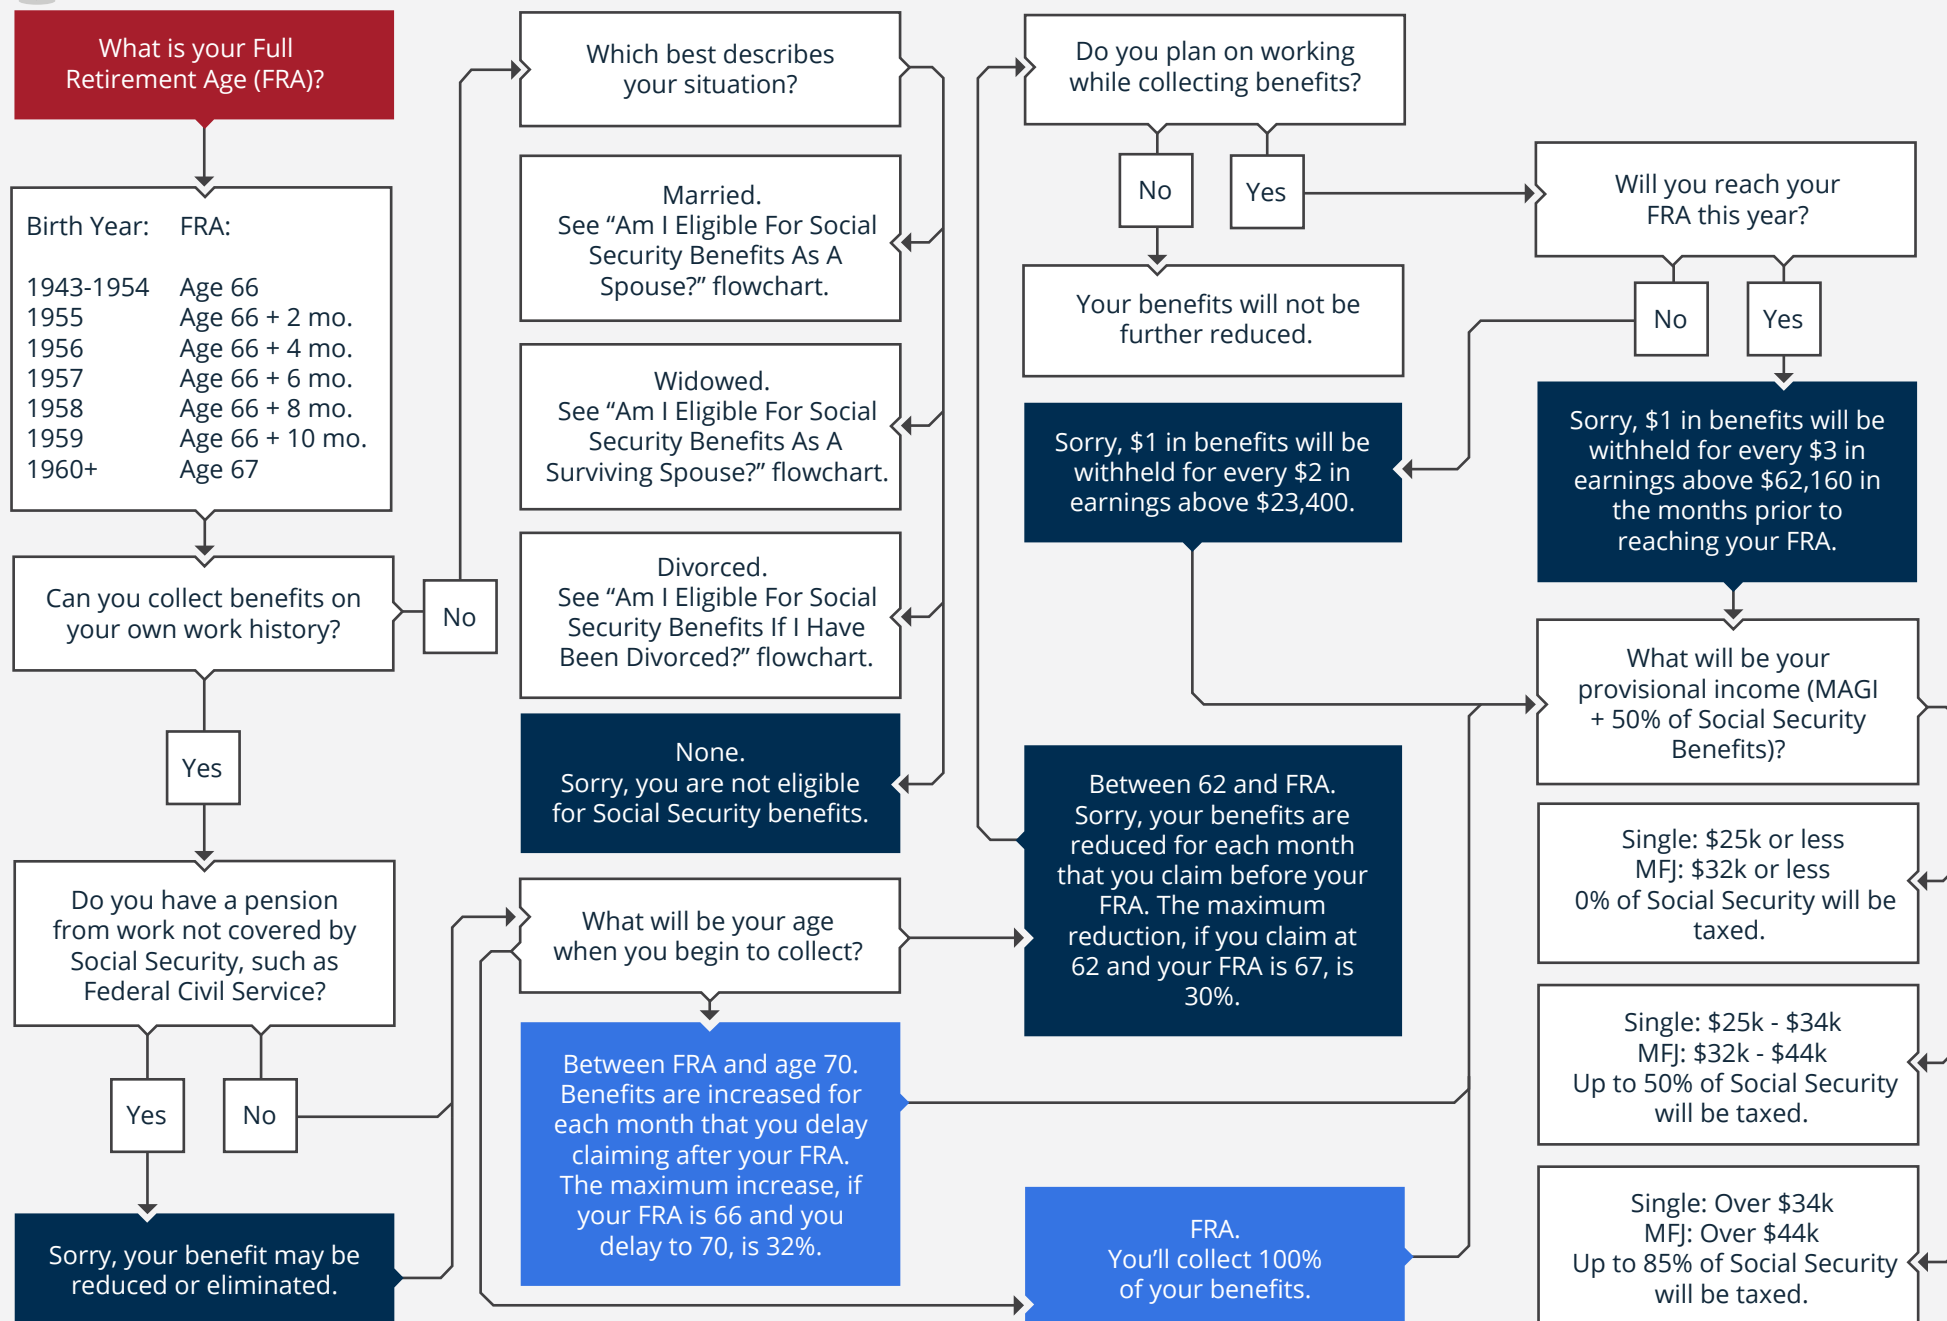 What is your Full
Retirement Age (FRA)?
Birth Year: FRA:
1943-1954 Age 66
1955 Age 66 + 2 mo.
1956 Age 66 + 4 mo.
1957 Age 66 + 6 mo.
1958 Age 66 + 8 mo.
1959 Age 66 + 10 mo.
1960+ Age 67
Can you collect benefits on
your own work history?
No
Yes
Do you have a pension
from work not covered by
Social Security, such as
Federal Civil Service?
Yes
No
Sorry, your benefit may be
reduced or eliminated.
Which best describes
your situation?
Married.
See “Am I Eligible For Social
Security Benefits As A
Spouse?” flowchart.
Widowed.
See “Am I Eligible For Social
Security Benefits As A
Surviving Spouse?” flowchart.
Divorced.
See “Am I Eligible For Social
Security Benefits If I Have
Been Divorced?” flowchart.
None.
Sorry, you are not eligible
for Social Security benefits.
What will be your age
when you begin to collect?
Between FRA and age 70.
Benefits are increased for
each month that you delay
claiming after your FRA.
The maximum increase, if
your FRA is 66 and you
delay to 70, is 32%.
Do you plan on working
while collecting benefits?
No
Yes
Your benefits will not be
further reduced.
Sorry, $1 in benefits will be
withheld for every $2 in
earnings above $23,400.
Between 62 and FRA.
Sorry, your benefits are
reduced for each month
that you claim before your
FRA. The maximum
reduction, if you claim at
62 and your FRA is 67, is
30%.
FRA.
You’ll collect 100%
of your benefits.
Will you reach your
FRA this year?
No
Yes
Sorry, $1 in benefits will be
withheld for every $3 in
earnings above $62,160 in
the months prior to
reaching your FRA.
What will be your
provisional income (MAGI
+ 50% of Social Security
Benefits)?
Single: $25k or less
MFJ: $32k or less
0% of Social Security will be
taxed.
Single: $25k - $34k
MFJ: $32k - $44k
Up to 50% of Social Security
will be taxed.
Single: Over $34k
MFJ: Over $44k
Up to 85% of Social Security
will be taxed.